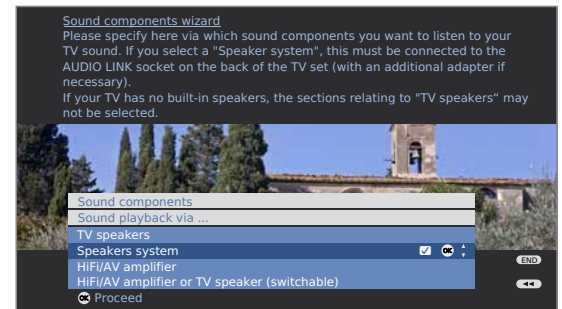 Sound components wizard
Please specify here via which sound components you want to listen to your
TV sound. If you select a "Speaker system", this must be connected to the
AUDIO LINK socket on the back of the TV set (with an additional adapter if
necessary).
If your TV has no built-in speakers, the sections relating to "TV speakers“ may
not be selected.
Sound components
Sound playback via ...
TV speakers
Speakers system OK
HiFi/AV amplifier
HiFi/AV amplifier or TV speaker (switchable)
OK Proceed
END